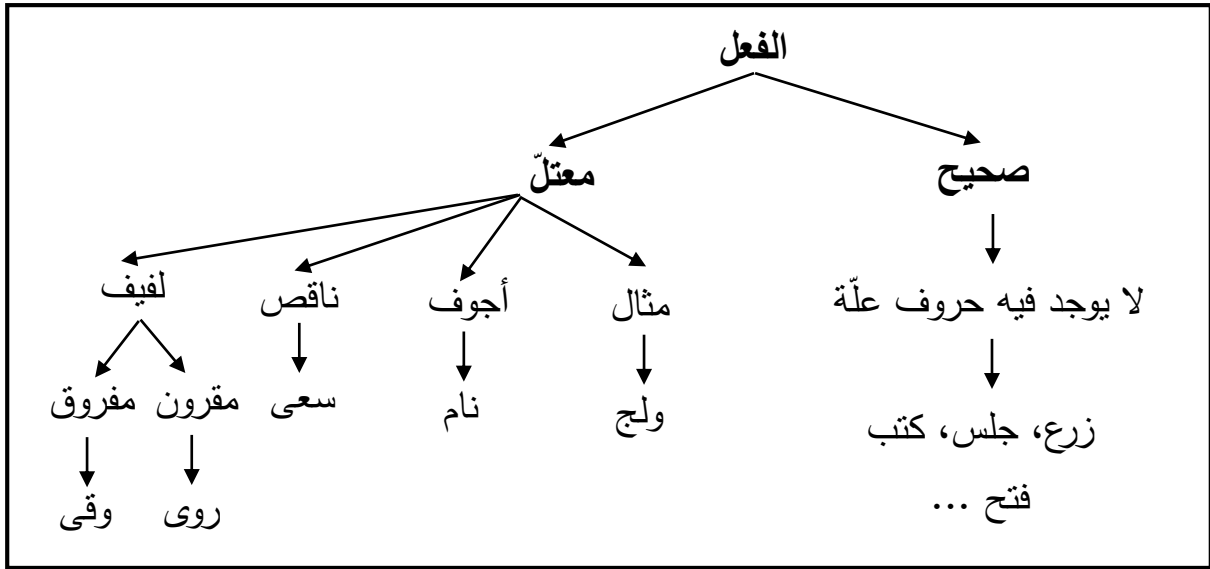 الفعل
صحيح معتلّ
لا يوجد فيه حروف علّة مثال أجوف ناقص لفيف
زرع، جلس، كتب ولج نام سعى مقرون مفروق
فتح ... روى وقى